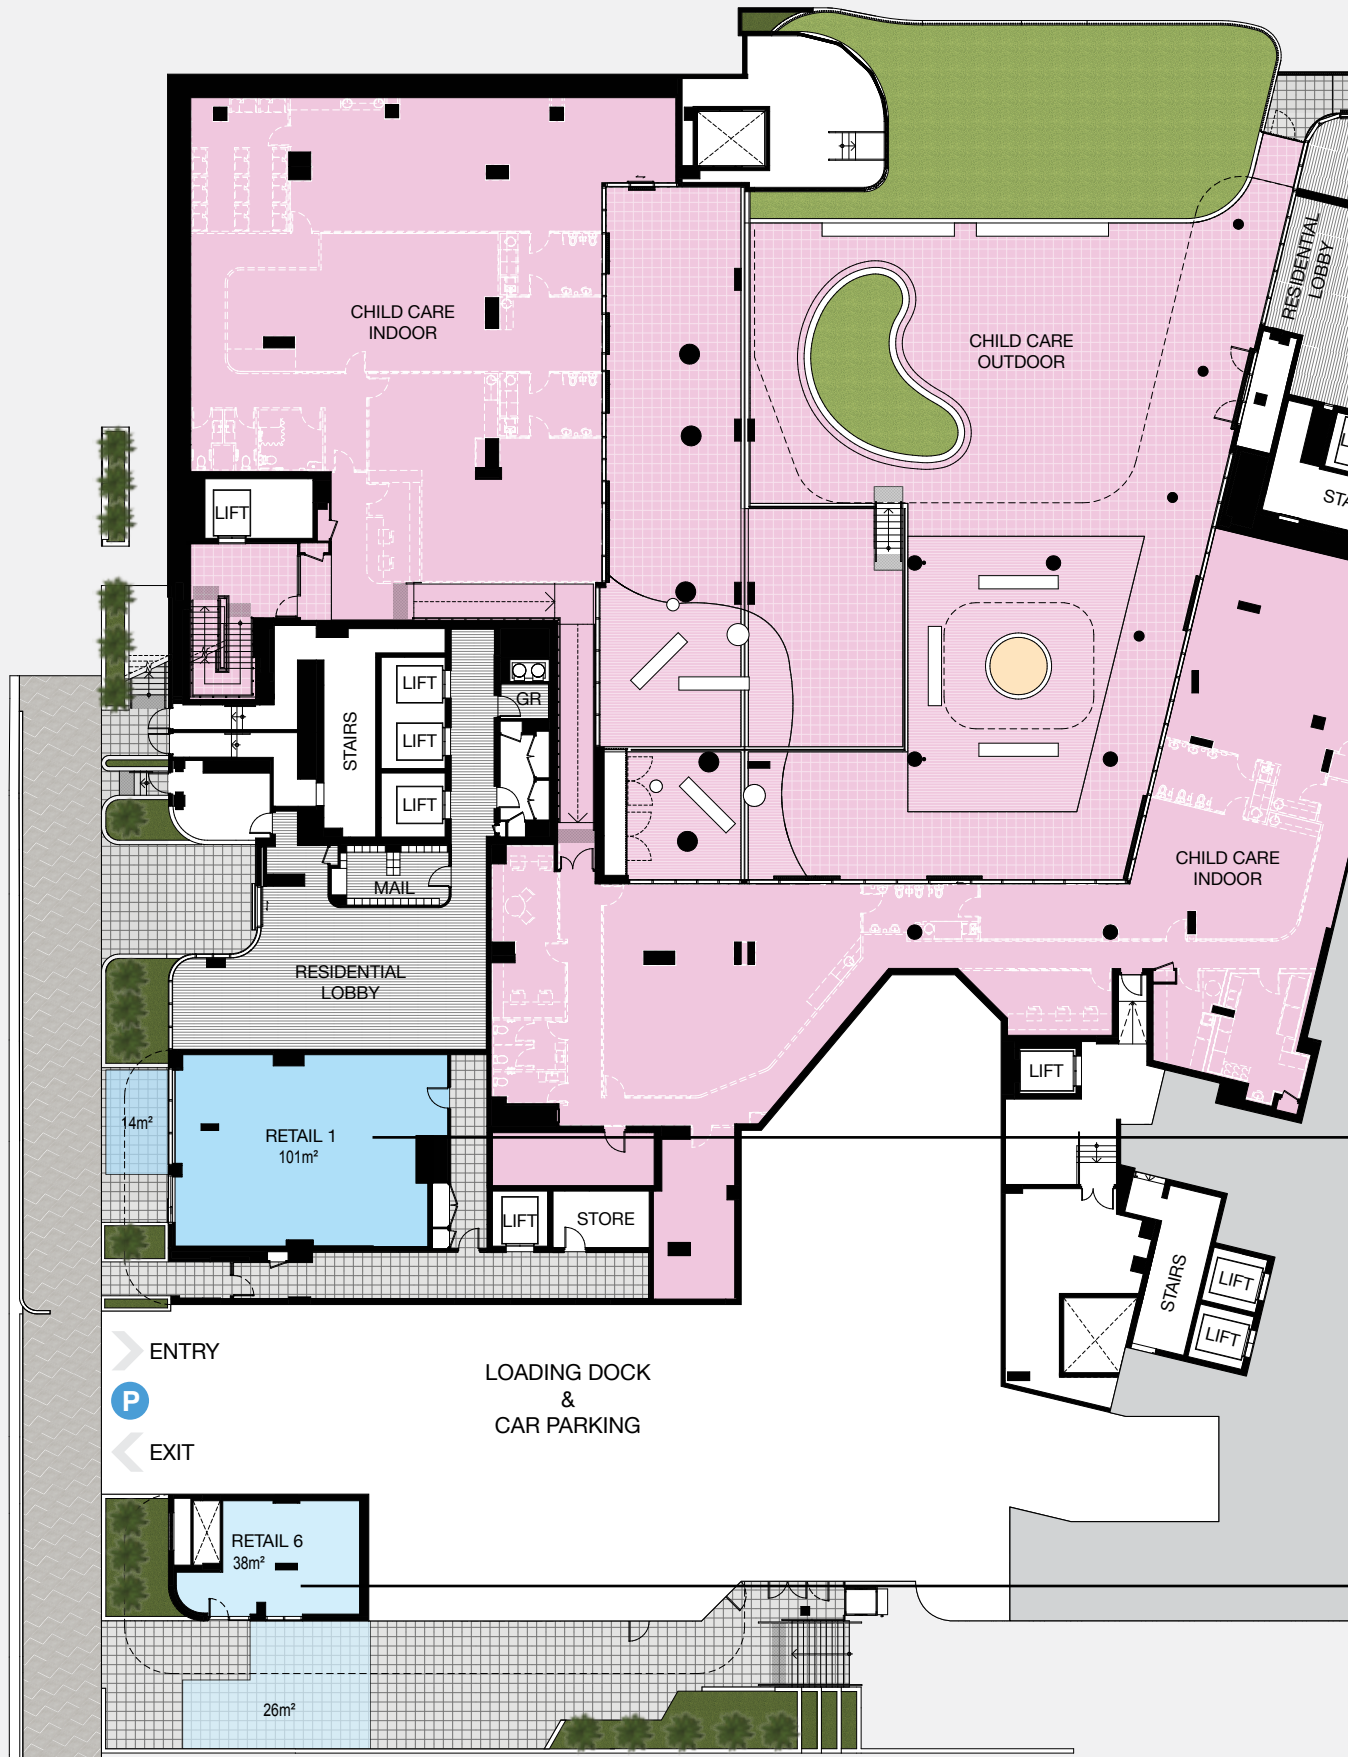 RESIDENTIAL
LOBBY
CHILD CARE
INDOOR
CHILD CARE
OUTDOOR
LIFT
LIFT
GR
STAIRS
LIFT
LIFT
MAIL
CHILD CARE
INDOOR
RESIDENTIAL
LOBBY
LIFT
14m²
RETAIL 1
101m²
LIFT
STORE
STAIRS
LIFT
LIFT
ENTRY
P
EXIT
LOADING DOCK
&
CAR PARKING
RETAIL 6
38m²
26m²